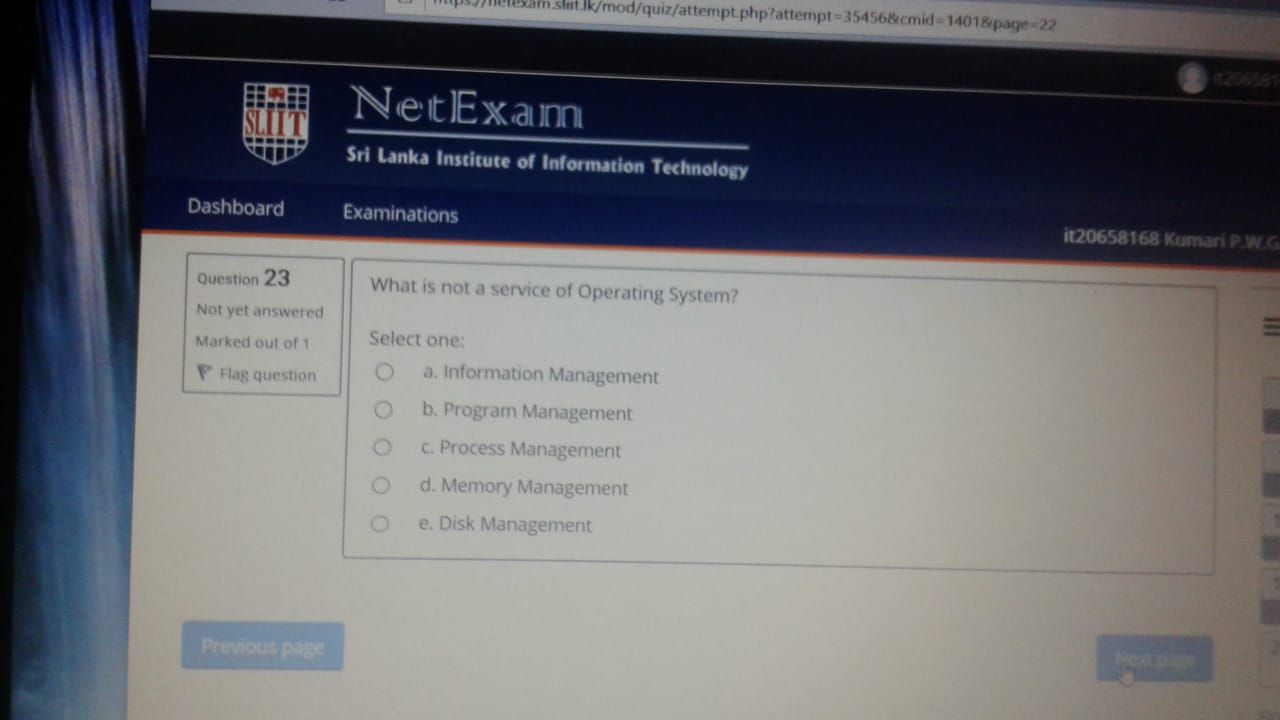 https://netexam.sliit.lk/mod/quiz/attempt.php?attempt=35456&cmid=1401&page=22
SLIIT
NetExam
Sri Lanka Institute of Information Technology
Dashboard
Examinations
it20658168 Kumari P.W.G
Question 23
Not yet answered
Marked out of 1
Flag question
What is not a service of Operating System?
Select one:
a. Information Management
b. Program Management
c. Process Management
d. Memory Management
e. Disk Management
Previous page
Next page